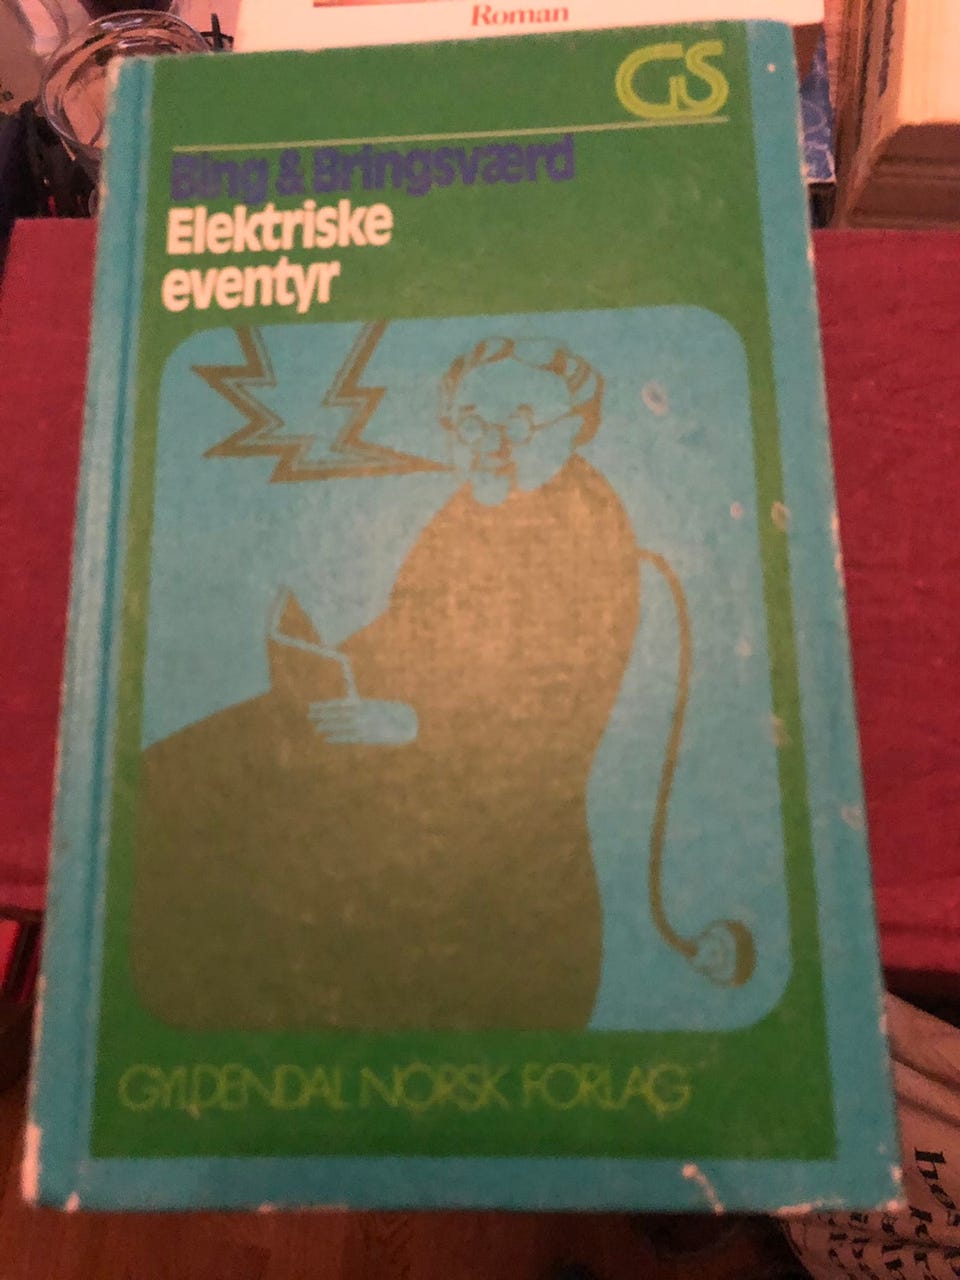 Roman
GS
Bing & Bringsværd
Elektriske
eventyr
GYLDENDAL NORSK FORLAG